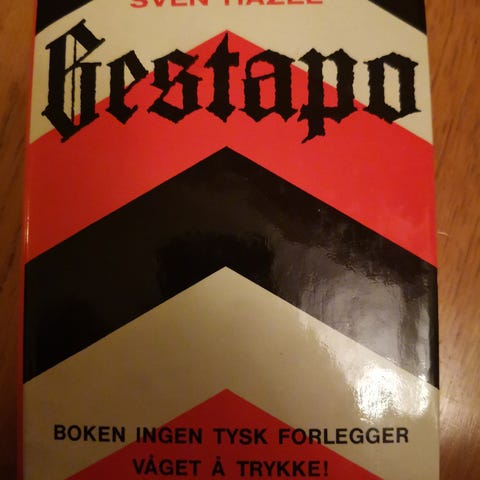 SVEN HAZEL
Gestapo
BOKEN INGEN TYSK FORLEGGER
VÅGET Å TRYKKE!